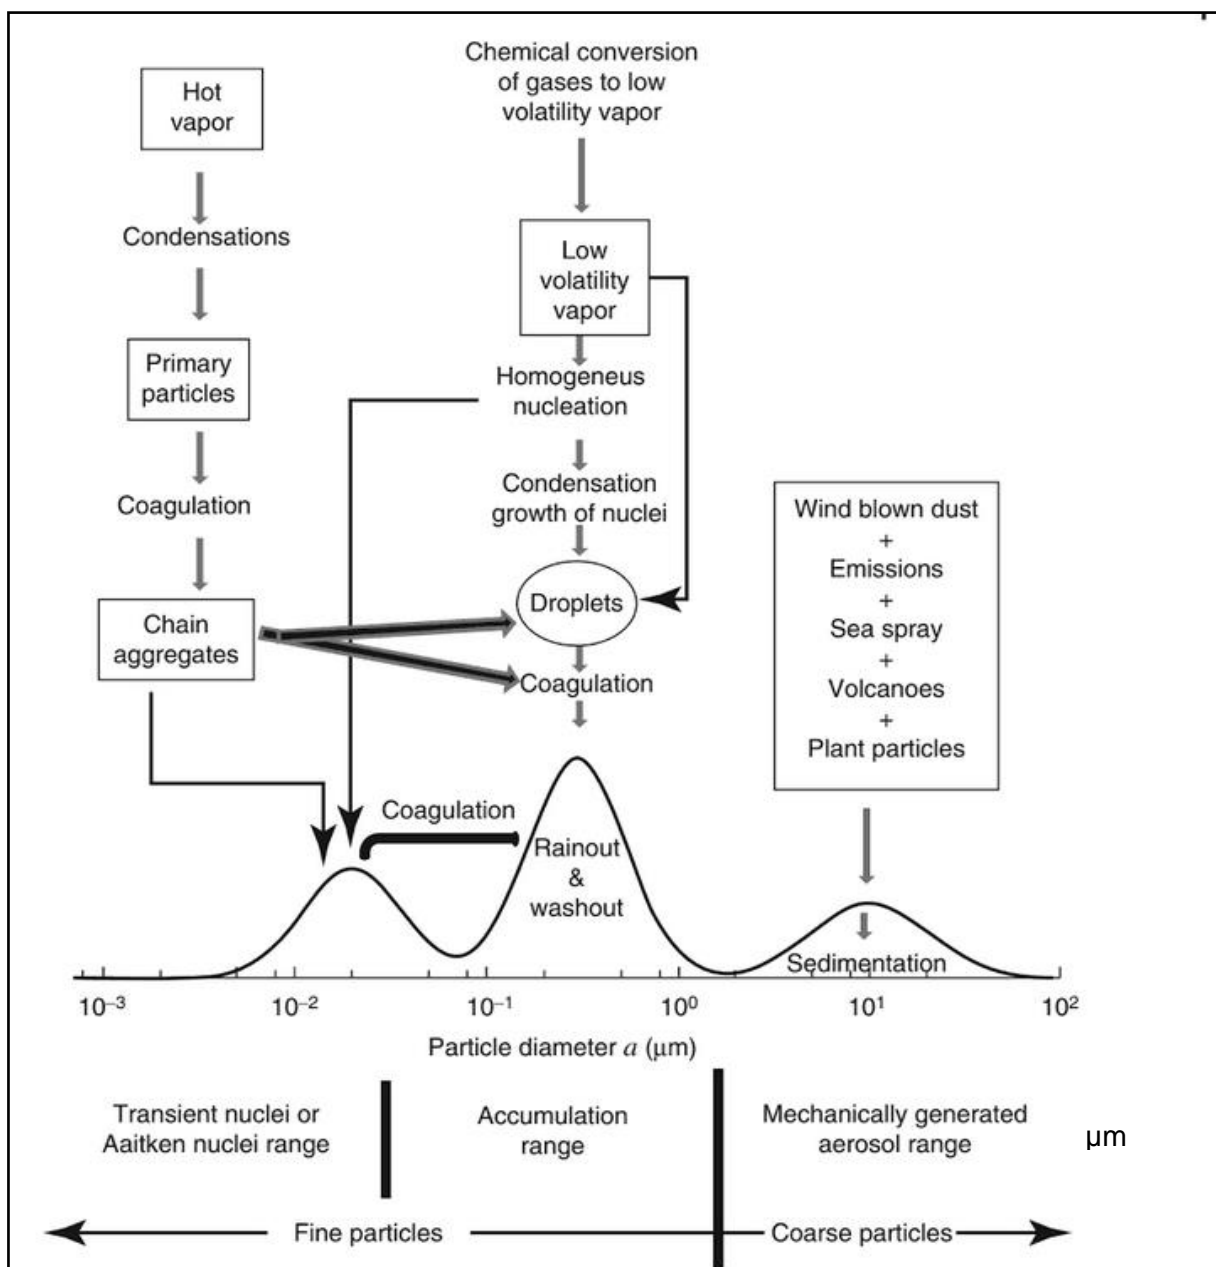 Hot
vapor
Condensations
Primary
particles
Coagulation
Chain
aggregates
Chemical conversion
of gases to low
volatility vapor
Low
volatility
vapor
Homogeneus
nucleation
Condensation
growth of nuclei
Droplets
Coagulation
Wind blown dust
+
Emissions
+
Sea spray
+
Volcanoes
+
Plant particles
Coagulation
Rainout
&
washout
Sedimentation
10⁻³ 10⁻² 10⁻¹ 10⁰ 10¹ 10²
Particle diameter a (μm)
Transient nuclei or
Aaitken nuclei range
Accumulation
range
Mechanically generated
aerosol range
μm
Fine particles
Coarse particles